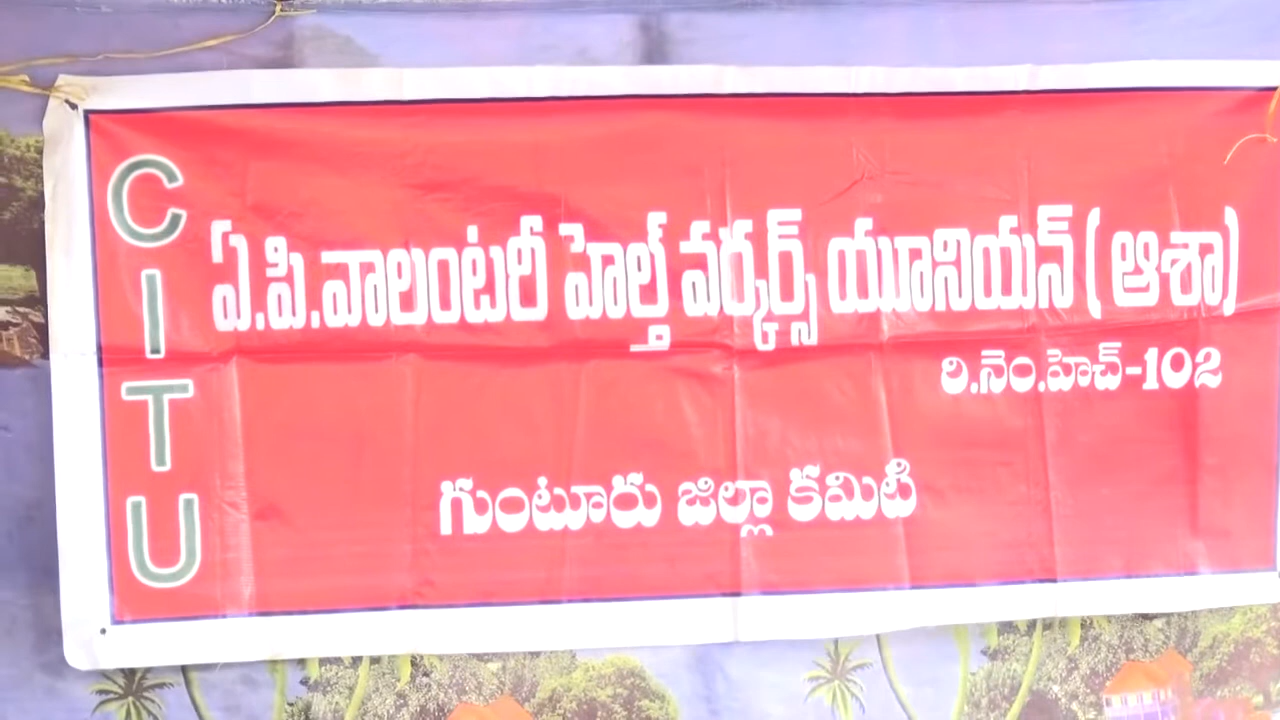 CITU
ఏ.పి.వాలంటరీ హెల్త్ వర్కర్స్ యూనియన్ ( ఆశా)
రి.నెం.హెచ్-102
గుంటూరు జిల్లా కమిటీ